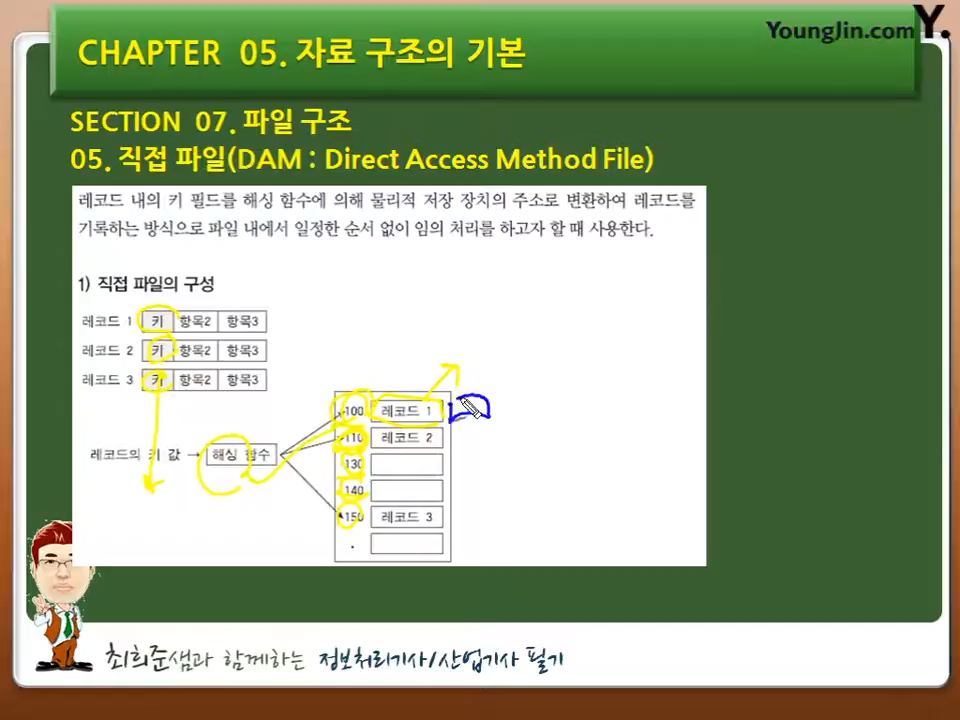 YoungJin.com Y.
CHAPTER 05. 자료 구조의 기본
SECTION 07. 파일 구조
05. 직접 파일(DAM : Direct Access Method File)
레코드 내의 키 필드를 해싱 함수에 의해 물리적 저장 장치의 주소로 변환하여 레코드를
기록하는 방식으로 파일 내에서 일정한 순서 없이 임의 처리를 하고자 할 때 사용한다.
1) 직접 파일의 구성
레코드 1 키 항목2 항목3
레코드 2 키 항목2 항목3
레코드 3 키 항목2 항목3
100 레코드 1
110 레코드 2
레코드의 키 값 → 해싱 함수
130
140
150 레코드 3
.
최희준샘과 함께하는 정보처리기사/산업기사 필기